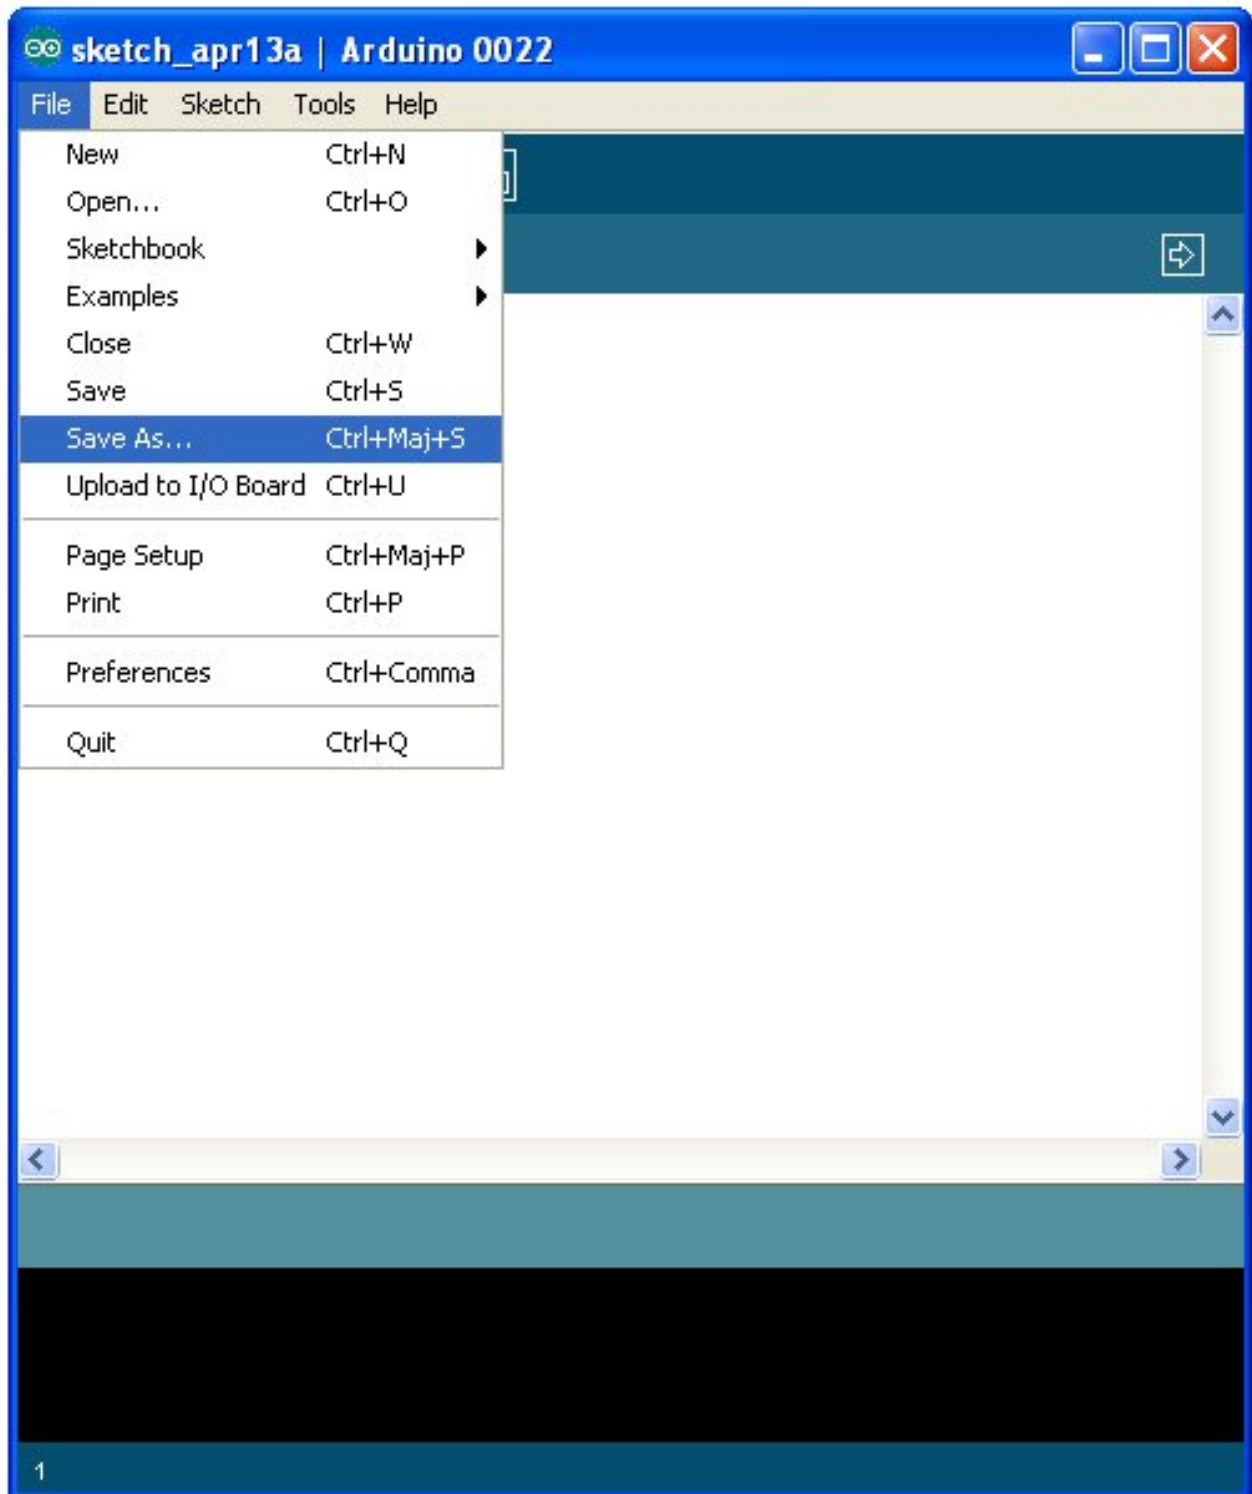 sketch_apr13a | Arduino 0022
File Edit Sketch Tools Help
New Ctrl+N
Open... Ctrl+O
Sketchbook
Examples
Close Ctrl+W
Save Ctrl+S
Save As... Ctrl+Maj+S
Upload to I/O Board Ctrl+U
Page Setup Ctrl+Maj+P
Print Ctrl+P
Preferences Ctrl+Comma
Quit Ctrl+Q
1